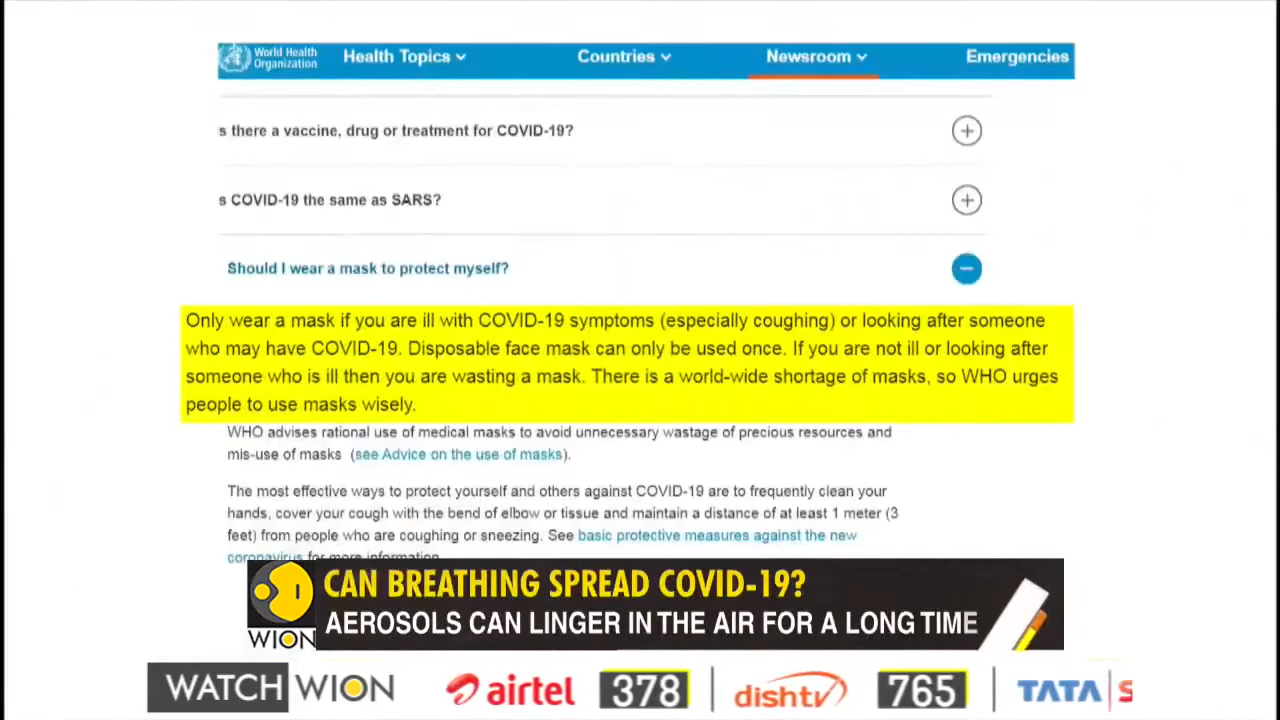 World Health
Organization
Health Topics
Countries
Newsroom
Emergencies
s there a vaccine, drug or treatment for COVID-19?
s COVID-19 the same as SARS?
Should I wear a mask to protect myself?
Only wear a mask if you are ill with COVID-19 symptoms (especially coughing) or looking after someone
who may have COVID-19. Disposable face mask can only be used once. If you are not ill or looking after
someone who is ill then you are wasting a mask. There is a world-wide shortage of masks, so WHO urges
people to use masks wisely.
WHO advises rational use of medical masks to avoid unnecessary wastage of precious resources and
mis-use of masks (see Advice on the use of masks).
The most effective ways to protect yourself and others against COVID-19 are to frequently clean your
hands, cover your cough with the bend of elbow or tissue and maintain a distance of at least 1 meter (3
feet) from people who are coughing or sneezing. See basic protective measures against the new
coronavirus for more information.
WION
CAN BREATHING SPREAD COVID-19?
AEROSOLS CAN LINGER IN THE AIR FOR A LONG TIME
WATCH WION airtel 378 dishtv 765 TATA S